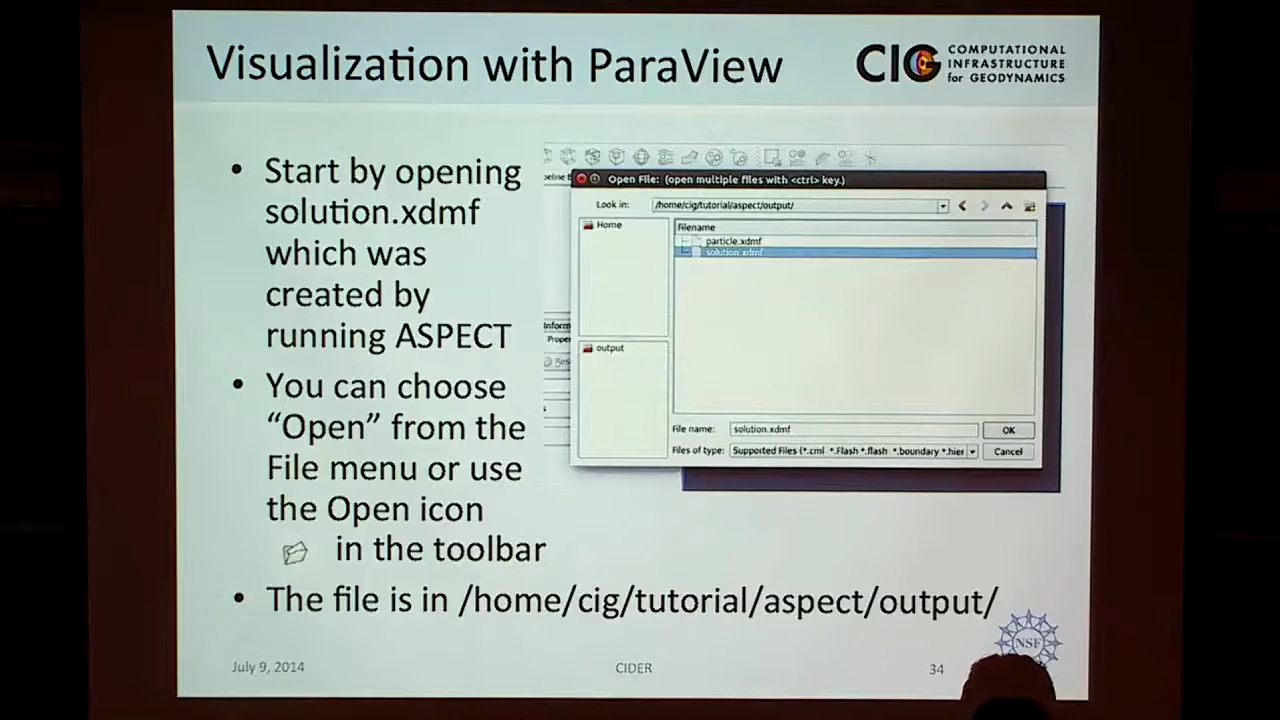 Visualization with ParaView
CIG COMPUTATIONAL
INFRASTRUCTURE
for GEODYNAMICS
• Start by opening
solution.xdmf
which was
created by
running ASPECT
• You can choose
“Open” from the
File menu or use
the Open icon
in the toolbar
• The file is in /home/cig/tutorial/aspect/output/
Open File: (open multiple files with <ctrl> key.)
Look in: /home/cig/tutorial/aspect/output/
Home
Filename
particle.xdmf
solution.xdmf
output
File name: solution.xdmf OK
Files of type: Supported Files (*.cml *.Flash *.flash *.boundary *.hier Cancel
NSF
July 9, 2014 CIDER 34